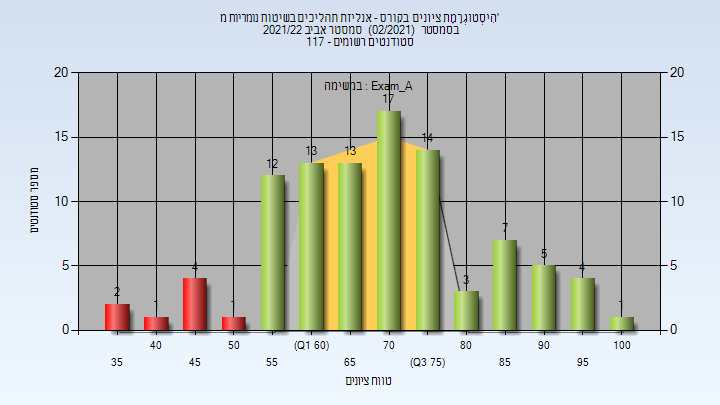 הִיסְטוֹגְרָמַת ציונים בקורס - אנליזת תהליכים בשיטות נומריות מ'
בסמסטר (02/2021) סמסטר אביב 2021/22
סטודנטים רשומים - 117
במשימה : Exam_A
20 20
15 15
10 10
5 5
0 0
מספר סטודנטים
2 1 4 1 12 13 13 17 14 3 7 5 4 1
40 50 (Q1 60) 70 80 90 100
35 45 55 65 (Q3 75) 85 95
טווח ציונים